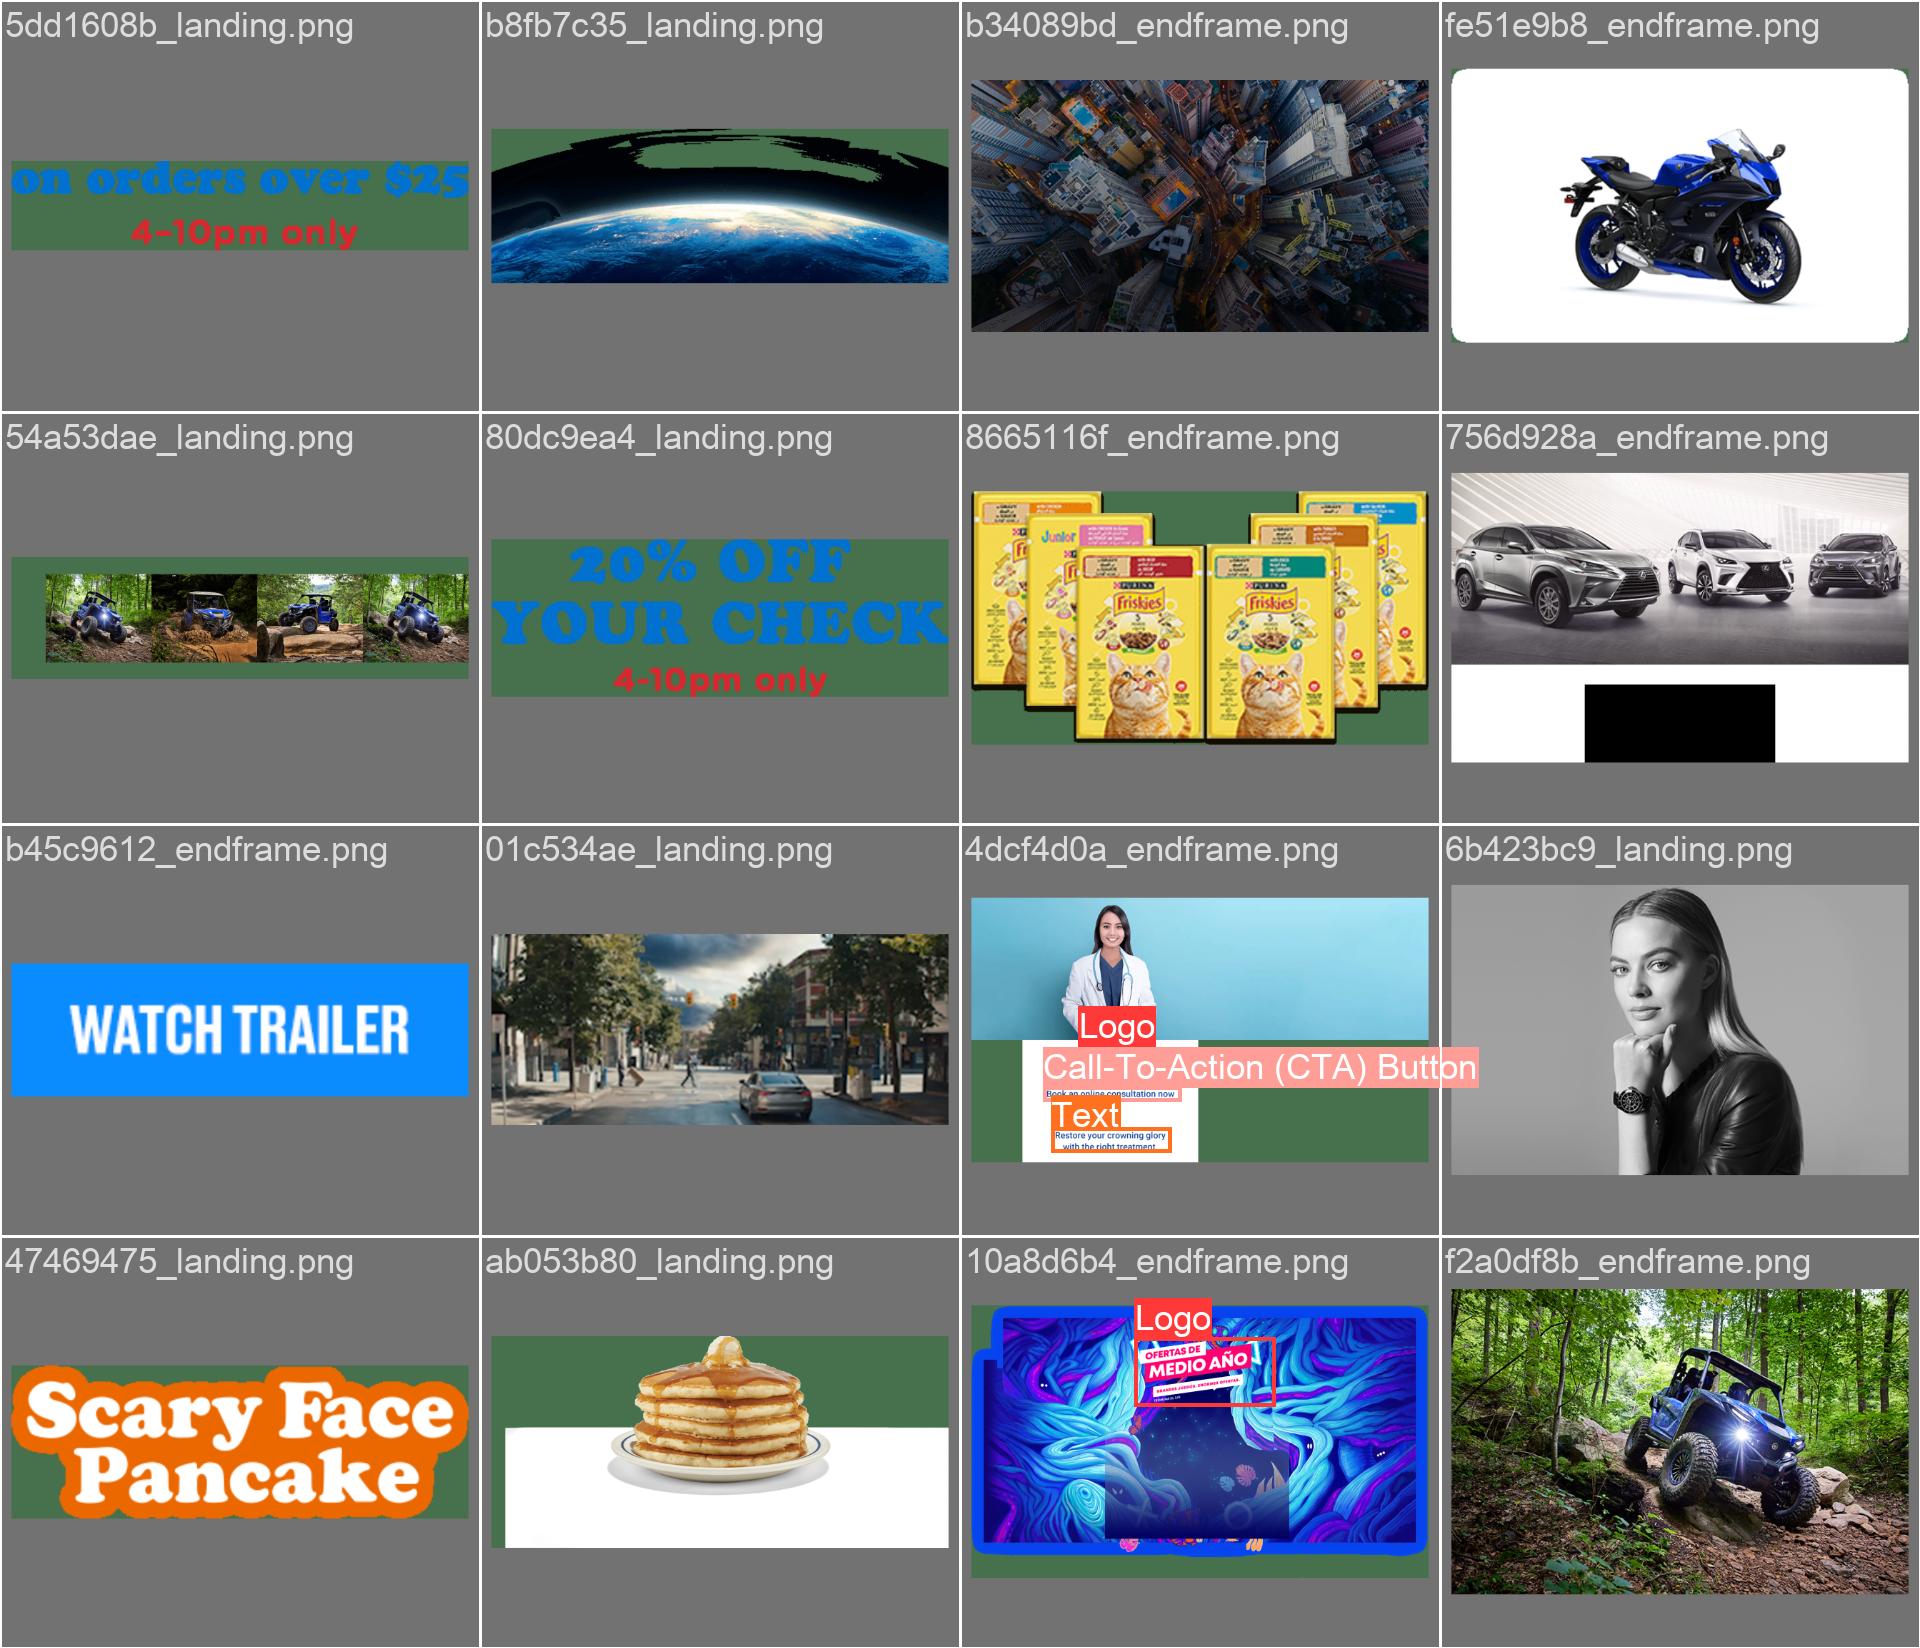 5dd1608b_landing.png
b8fb7c35_landing.png
b34089bd_endframe.png
fe51e9b8_endframe.png
on orders over $25
4-10pm only
54a53dae_landing.png
80dc9ea4_landing.png
8665116f_endframe.png
756d928a_endframe.png
20% OFF
YOUR CHECK
4-10pm only
Junior
PURINA
Friskies
PURINA
Friskies
b45c9612_endframe.png
01c534ae_landing.png
4dcf4d0a_endframe.png
6b423bc9_landing.png
WATCH TRAILER
Logo
Call-To-Action (CTA) Button
Book an online consultation now
Text
Restore your crowning glory
with the right treatment
47469475_landing.png
ab053b80_landing.png
10a8d6b4_endframe.png
f2a0df8b_endframe.png
Scary Face
Pancake
Logo
OFERTAS DE
MEDIO AÑO